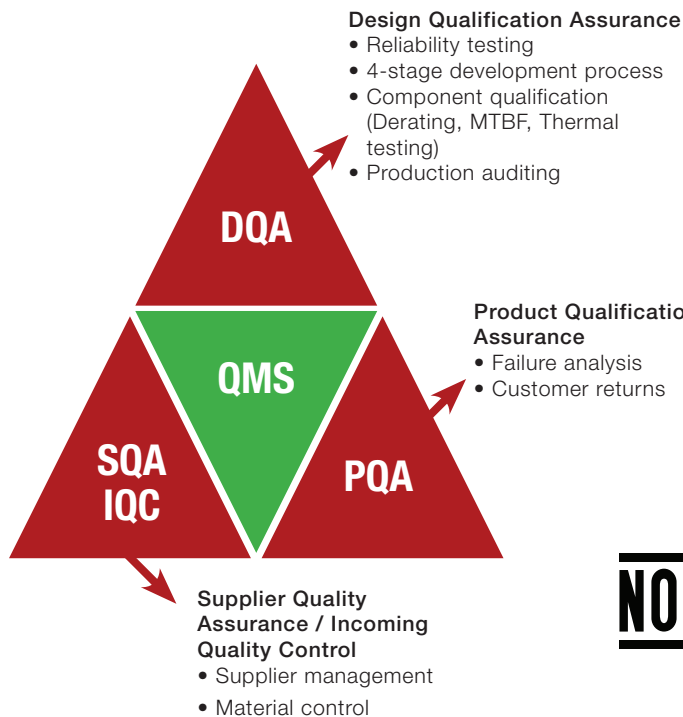 Design Qualification Assurance
• Reliability testing
• 4-stage development process
• Component qualification
(Derating, MTBF, Thermal
testing)
• Production auditing
DQA
Product Qualificatio
Assurance
• Failure analysis
• Customer returns
QMS
SQA
IQC
PQA
Supplier Quality
Assurance / Incoming
Quality Control
• Supplier management
• Material control
NO